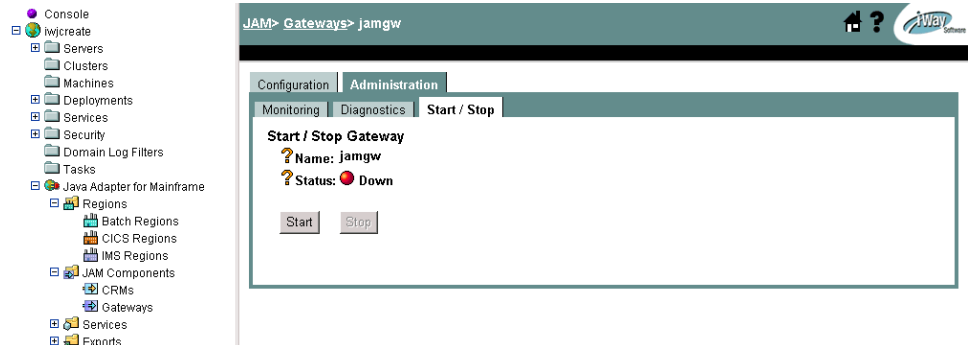 Console
iwjcreate
Servers
Clusters
Machines
Deployments
Services
Security
Domain Log Filters
Tasks
Java Adapter for Mainframe
Regions
Batch Regions
CICS Regions
IMS Regions
JAM Components
CRMs
Gateways
Services
Exports
JAM> Gateways> jamgw
?
iWay
Software
Configuration Administration
Monitoring Diagnostics Start / Stop
Start / Stop Gateway
? Name: jamgw
? Status: Down
Start Stop